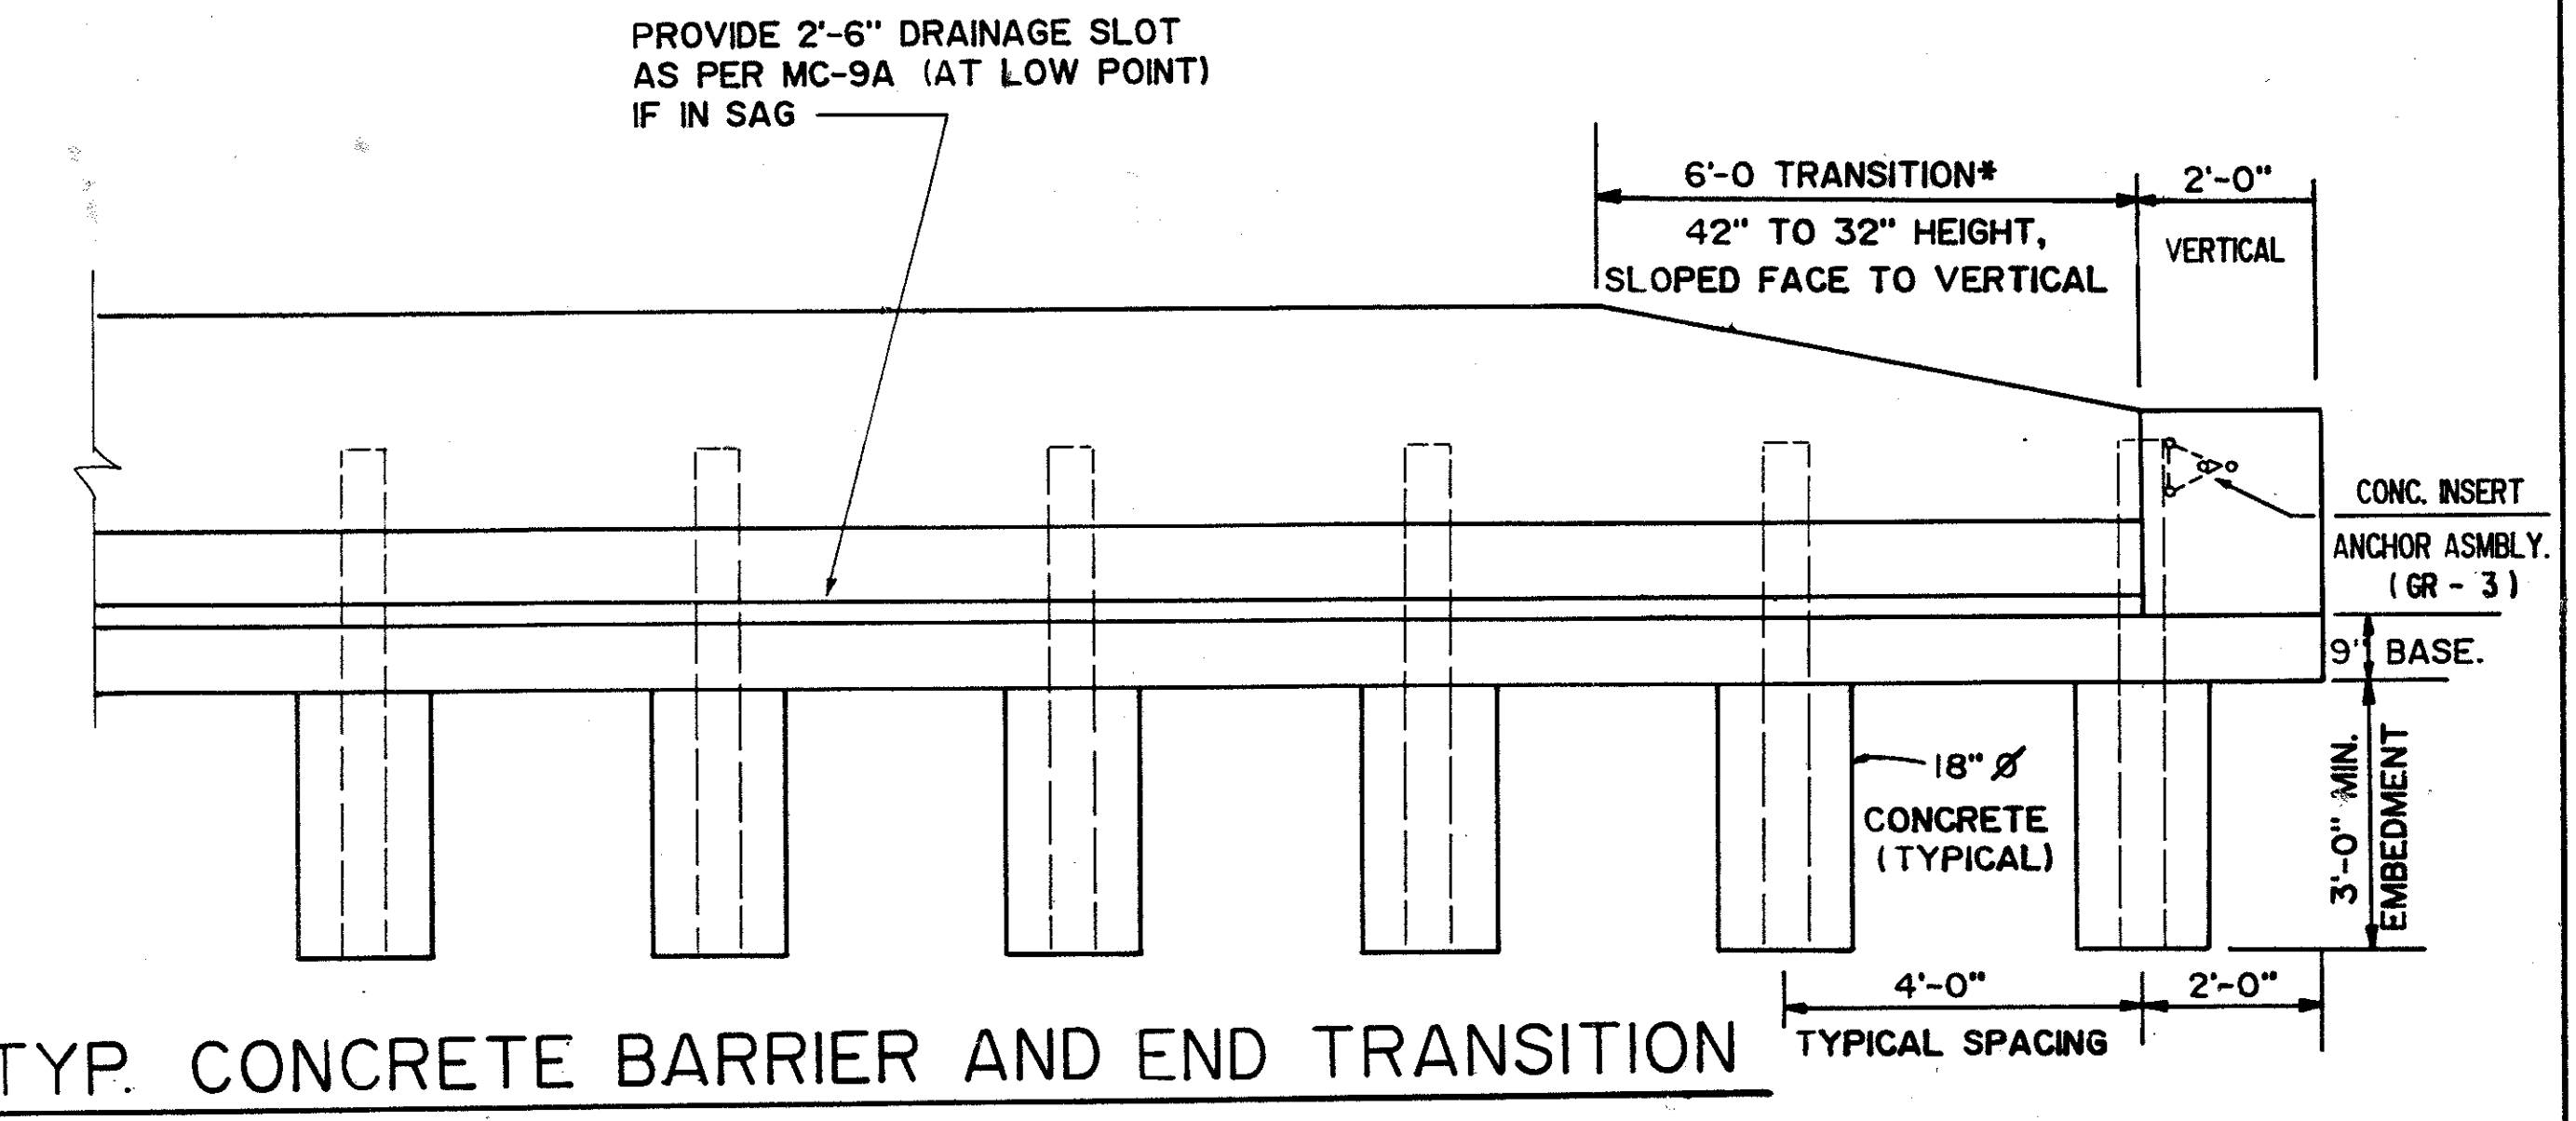 PROVIDE 2'-6" DRAINAGE SLOT
AS PER MC-9A (AT LOW POINT)
IF IN SAG
6'-0 TRANSITION*
2'-0"
42" TO 32" HEIGHT,
SLOPED FACE TO VERTICAL
VERTICAL
CONC. INSERT
ANCHOR ASMBLY.
(GR - 3)
9" BASE.
3'-0" MIN.
EMBEDMENT
18" Ø
CONCRETE
(TYPICAL)
4'-0"
2'-0"
TYPICAL SPACING
TYP. CONCRETE BARRIER AND END TRANSITION